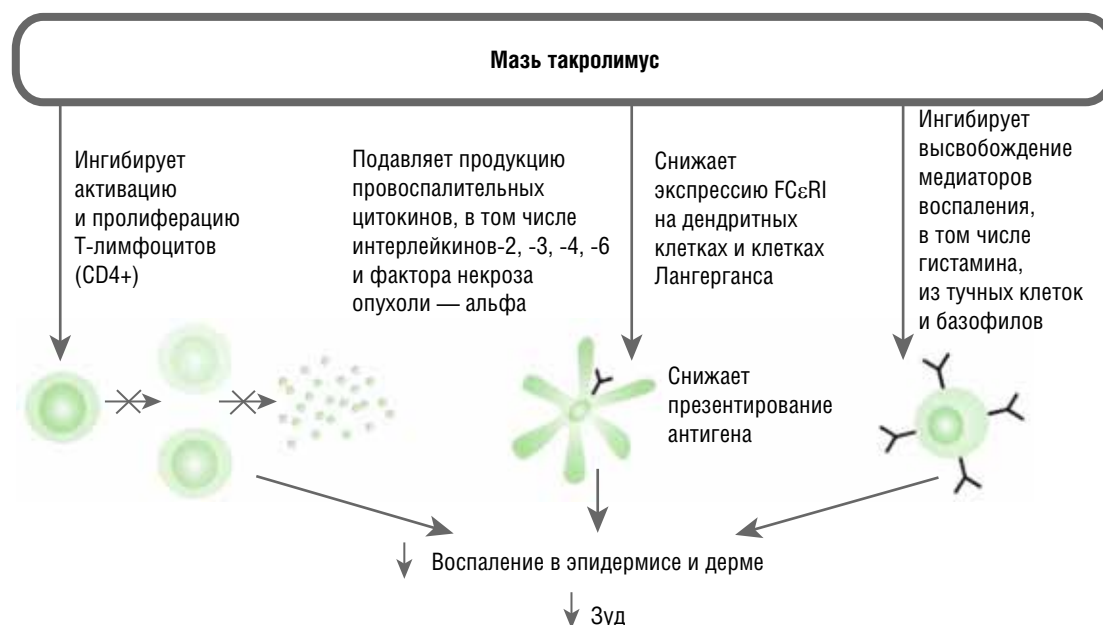 Мазь такролимус
Ингибирует
активацию
и пролиферацию
Т-лимфоцитов
(CD4+)
Подавляет продукцию
провоспалительных
цитокинов, в том числе
интерлейкинов-2, -3, -4, -6
и фактора некроза
опухоли — альфа
Снижает
экспрессию FCεRI
на дендритных
клетках и клетках
Лангерганса
Ингибирует
высвобождение
медиаторов
воспаления,
в том числе
гистамина,
из тучных клеток
и базофилов
Снижает
презентирование
антигена
Воспаление в эпидермисе и дерме
Зуд